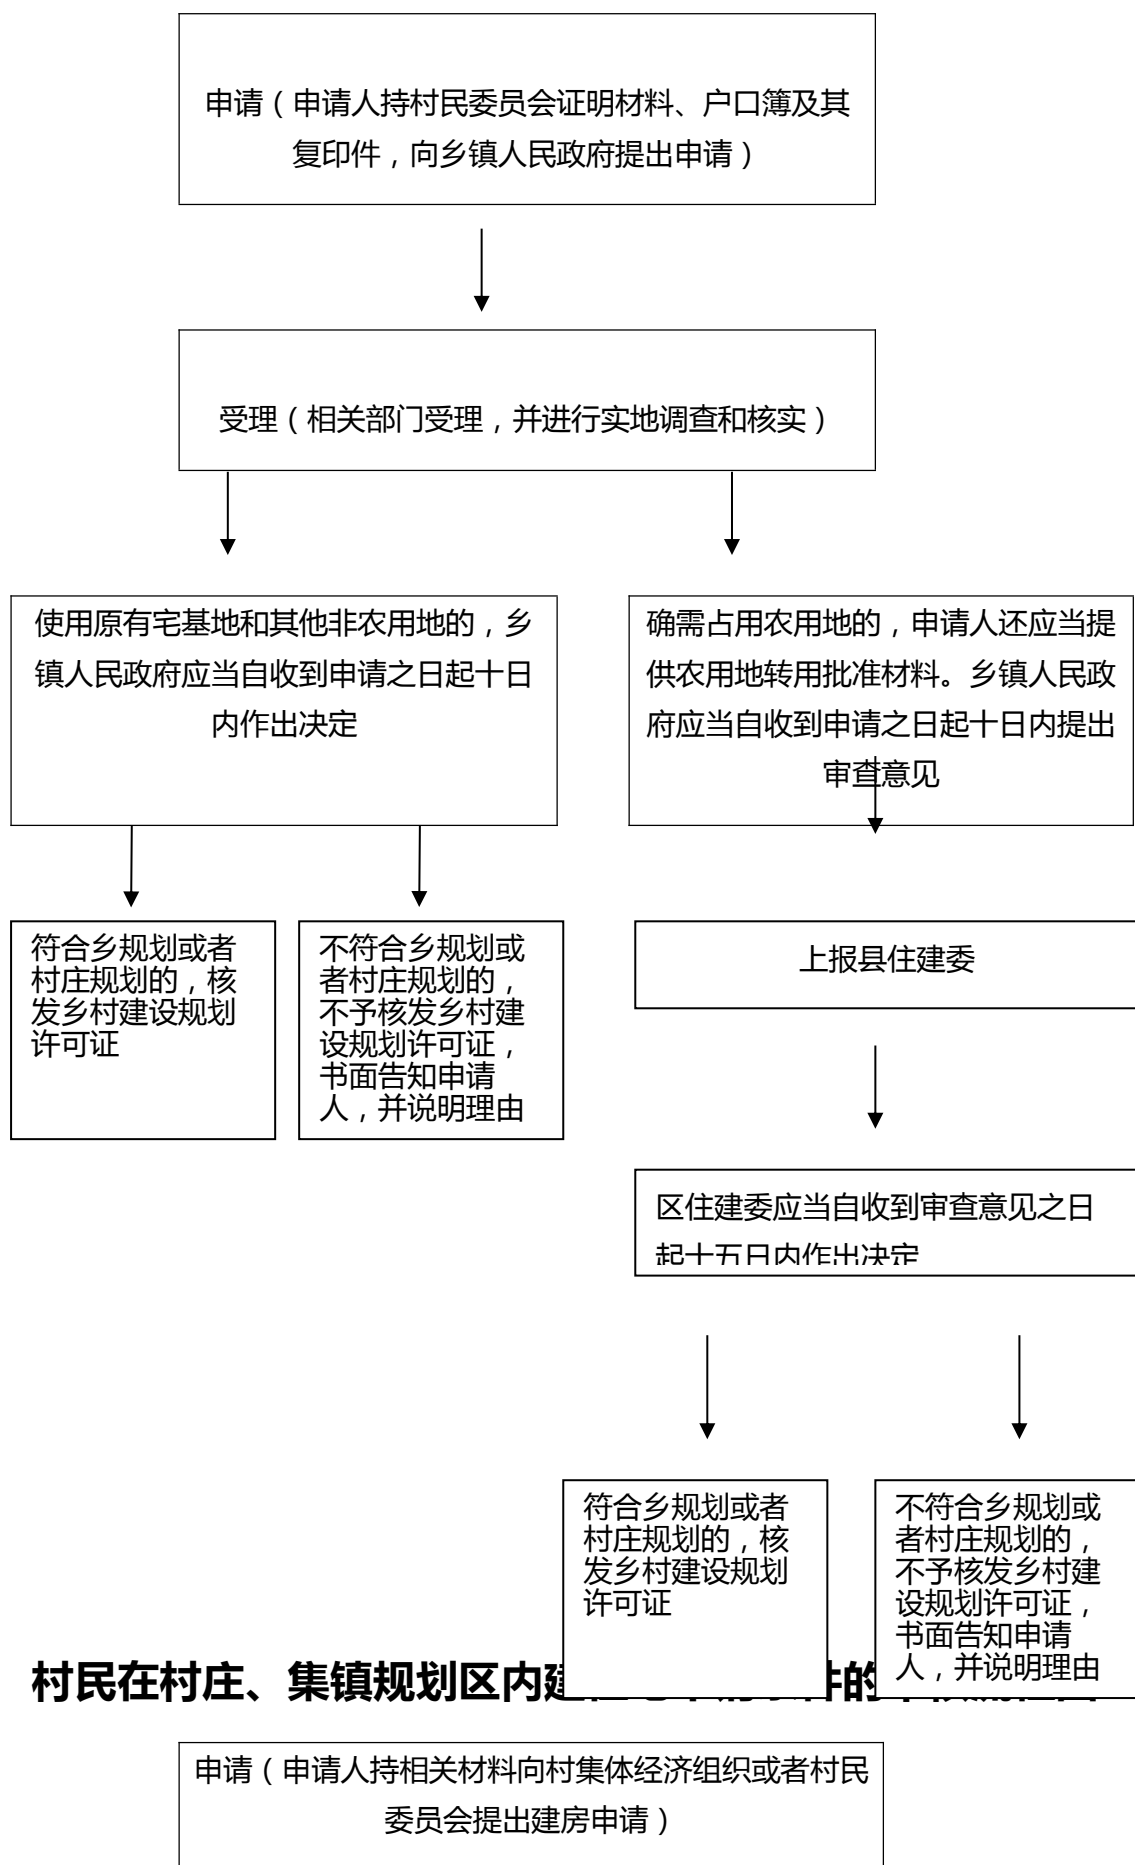 申请（申请人持村民委员会证明材料、户口簿及其
复印件，向乡镇人民政府提出申请）
受理（相关部门受理，并进行实地调查和核实）
使用原有宅基地和其他非农用地的，乡
镇人民政府应当自收到申请之日起十日
内作出决定
确需占用农用地的，申请人还应当提
供农用地转用批准材料。乡镇人民政
府应当自收到申请之日起十日内提出
审查意见
符合乡规划或者
村庄规划的，核
发乡村建设规划
许可证
不符合乡规划或
者村庄规划的，
不予核发乡村建
设规划许可证，
书面告知申请
人，并说明理由
上报县住建委
区住建委应当自收到审查意见之日
起十五日内作出决定
符合乡规划或者
村庄规划的，核
发乡村建设规划
许可证
不符合乡规划或
者村庄规划的，
不予核发乡村建
设规划许可证，
书面告知申请
人，并说明理由
村民在村庄、集镇规划区内建
的
申请（申请人持相关材料向村集体经济组织或者村民
委员会提出建房申请）